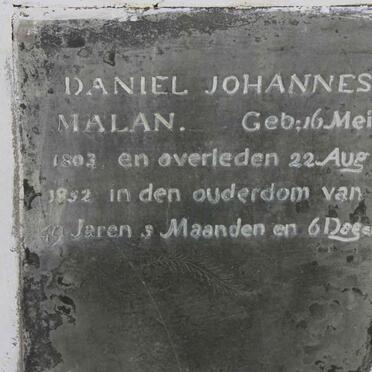 DANIEL JOHANNES
MALAN. Geb: 16 Mei
1803 en overleden 22 Aug
1852 in den ouderdom van
49 Jaren 3 Maanden en 6 Dage